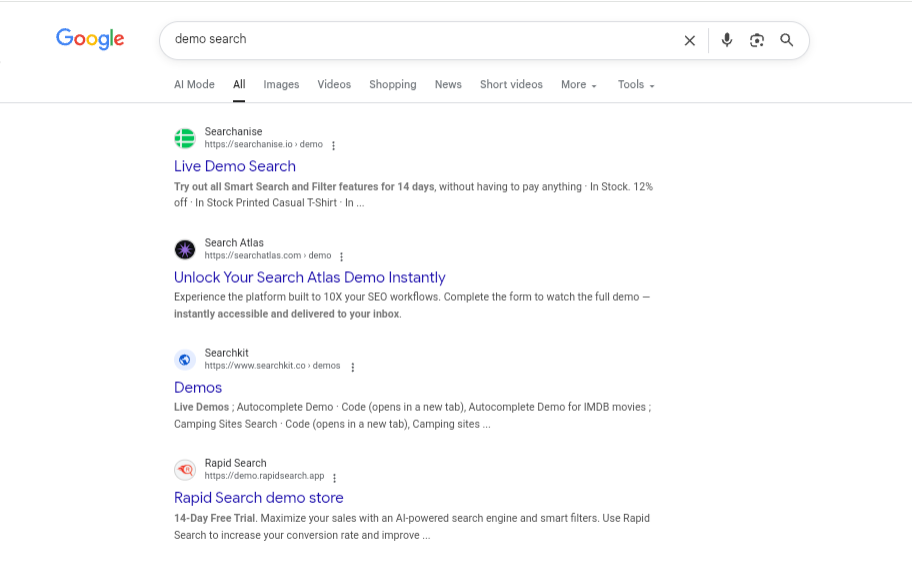 Google
demo search
AI Mode All Images Videos Shopping News Short videos More Tools
Searchanise
https://searchanise.io › demo
Live Demo Search
Try out all Smart Search and Filter features for 14 days, without having to pay anything · In Stock. 12%
off · In Stock Printed Casual T-Shirt · In ...
Search Atlas
https://searchatlas.com › demo
Unlock Your Search Atlas Demo Instantly
Experience the platform built to 10X your SEO workflows. Complete the form to watch the full demo —
instantly accessible and delivered to your inbox.
Searchkit
https://www.searchkit.co › demos
Demos
Live Demos ; Autocomplete Demo · Code (opens in a new tab), Autocomplete Demo for IMDB movies ;
Camping Sites Search · Code (opens in a new tab), Camping sites ...
Rapid Search
https://demo.rapidsearch.app
Rapid Search demo store
14-Day Free Trial. Maximize your sales with an AI-powered search engine and smart filters. Use Rapid
Search to increase your conversion rate and improve ...